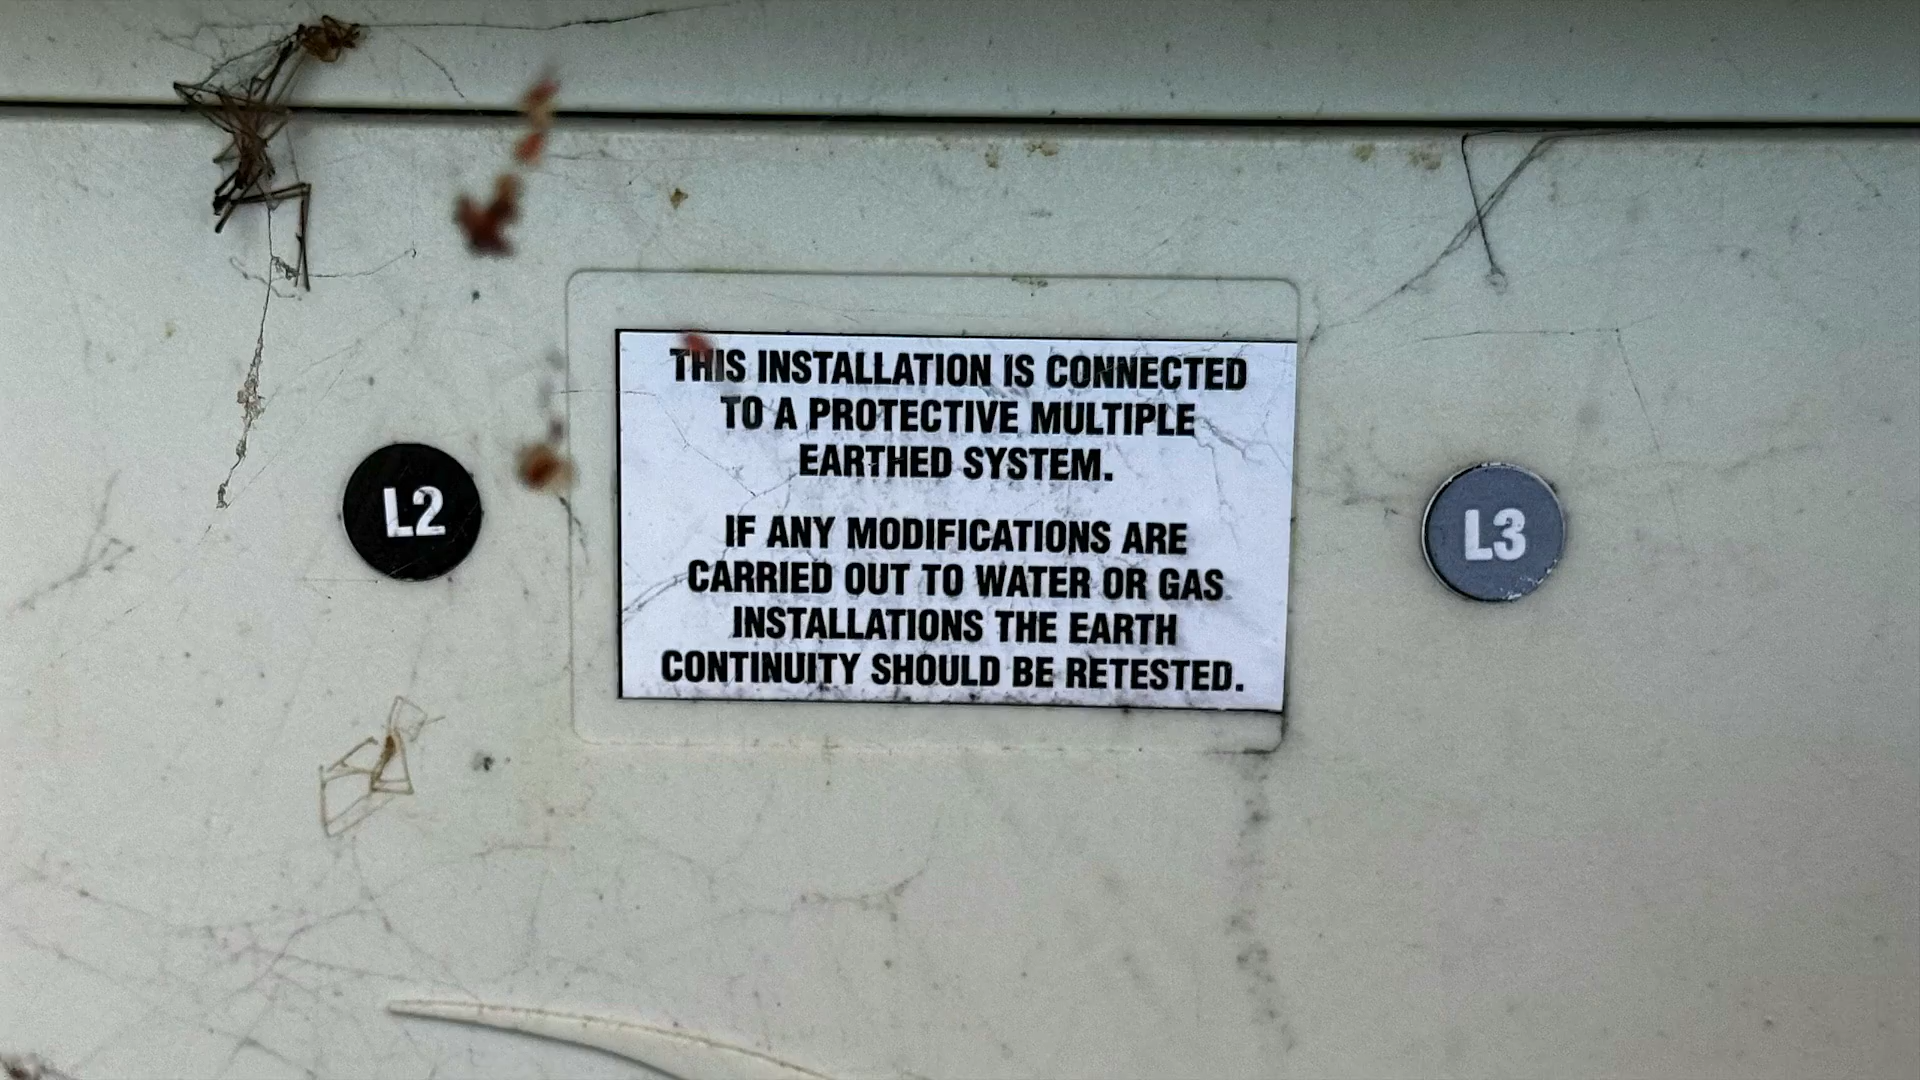 THIS INSTALLATION IS CONNECTED
TO A PROTECTIVE MULTIPLE
EARTHED SYSTEM.
IF ANY MODIFICATIONS ARE
CARRIED OUT TO WATER OR GAS
INSTALLATIONS THE EARTH
CONTINUITY SHOULD BE RETESTED.
L2
L3